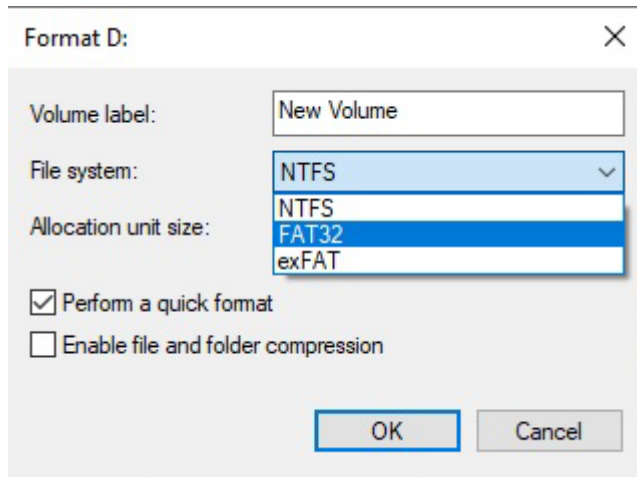 Format D:
Volume label: New Volume
File system: NTFS
NTFS
Allocation unit size: FAT32
exFAT
Perform a quick format
Enable file and folder compression
OK Cancel